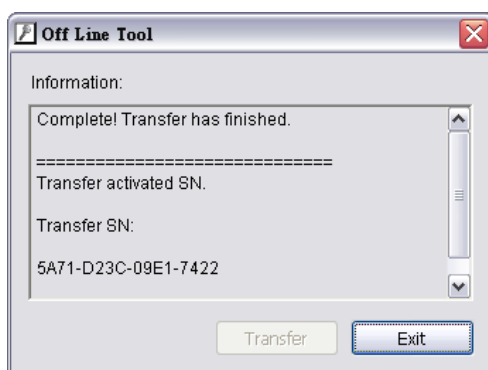 Off Line Tool
Information:
Complete! Transfer has finished.
==============================
Transfer activated SN.
Transfer SN:
5A71-D23C-09E1-7422
Transfer
Exit